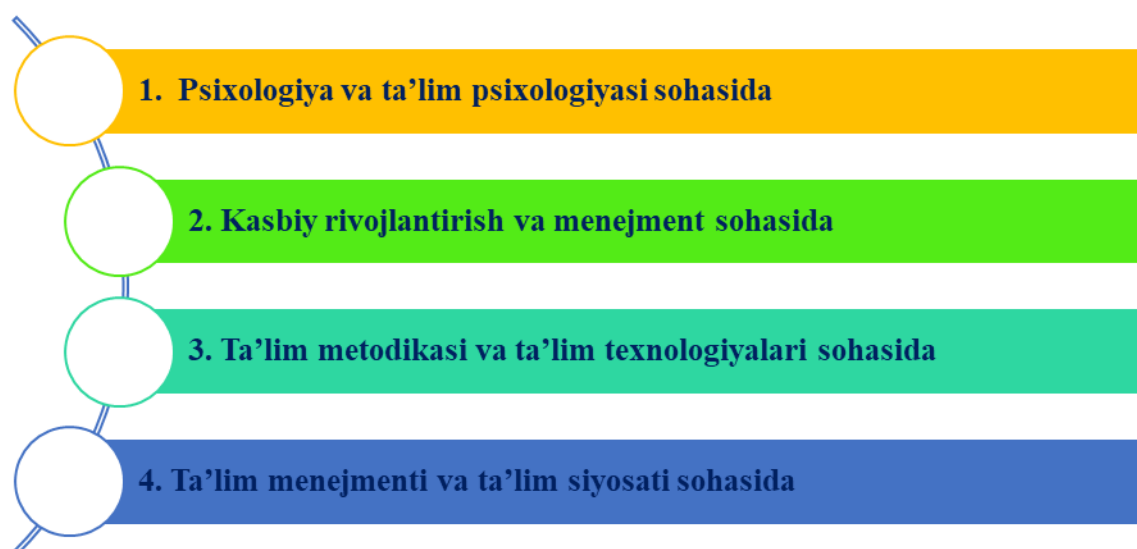 1. Psixologiya va ta’lim psixologiyasi sohasida
2. Kasbiy rivojlantirish va menejment sohasida
3. Ta’lim metodikasi va ta’lim texnologiyalari sohasida
4. Ta’lim menejmenti va ta’lim siyosati sohasida